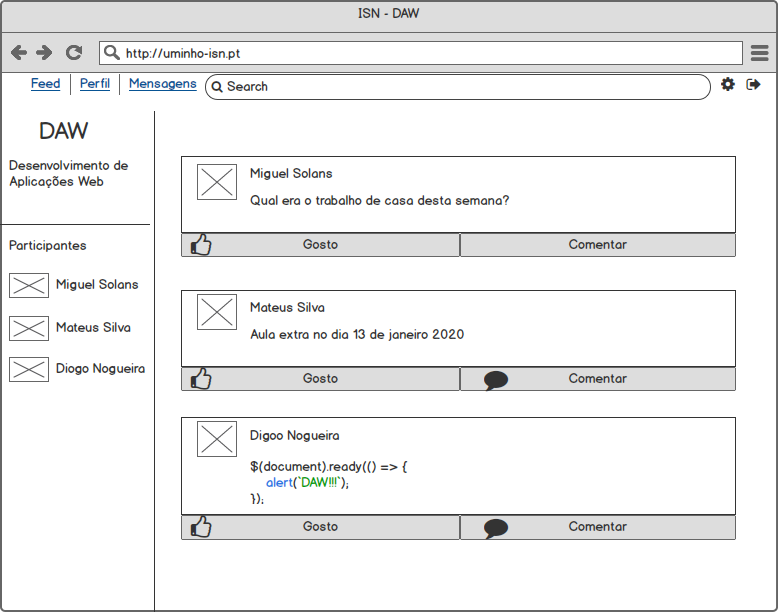 ISN - DAW
http://uminho-isn.pt
Feed
Perfil
Mensagens
Search
DAW
Desenvolvimento de
Aplicações Web
Participantes
Miguel Solans
Mateus Silva
Diogo Nogueira
Miguel Solans
Qual era o trabalho de casa desta semana?
Gosto
Comentar
Mateus Silva
Aula extra no dia 13 de janeiro 2020
Gosto
Comentar
Digoo Nogueira
$(document).ready(() => {
alert(`DAW!!!`);
});
Gosto
Comentar